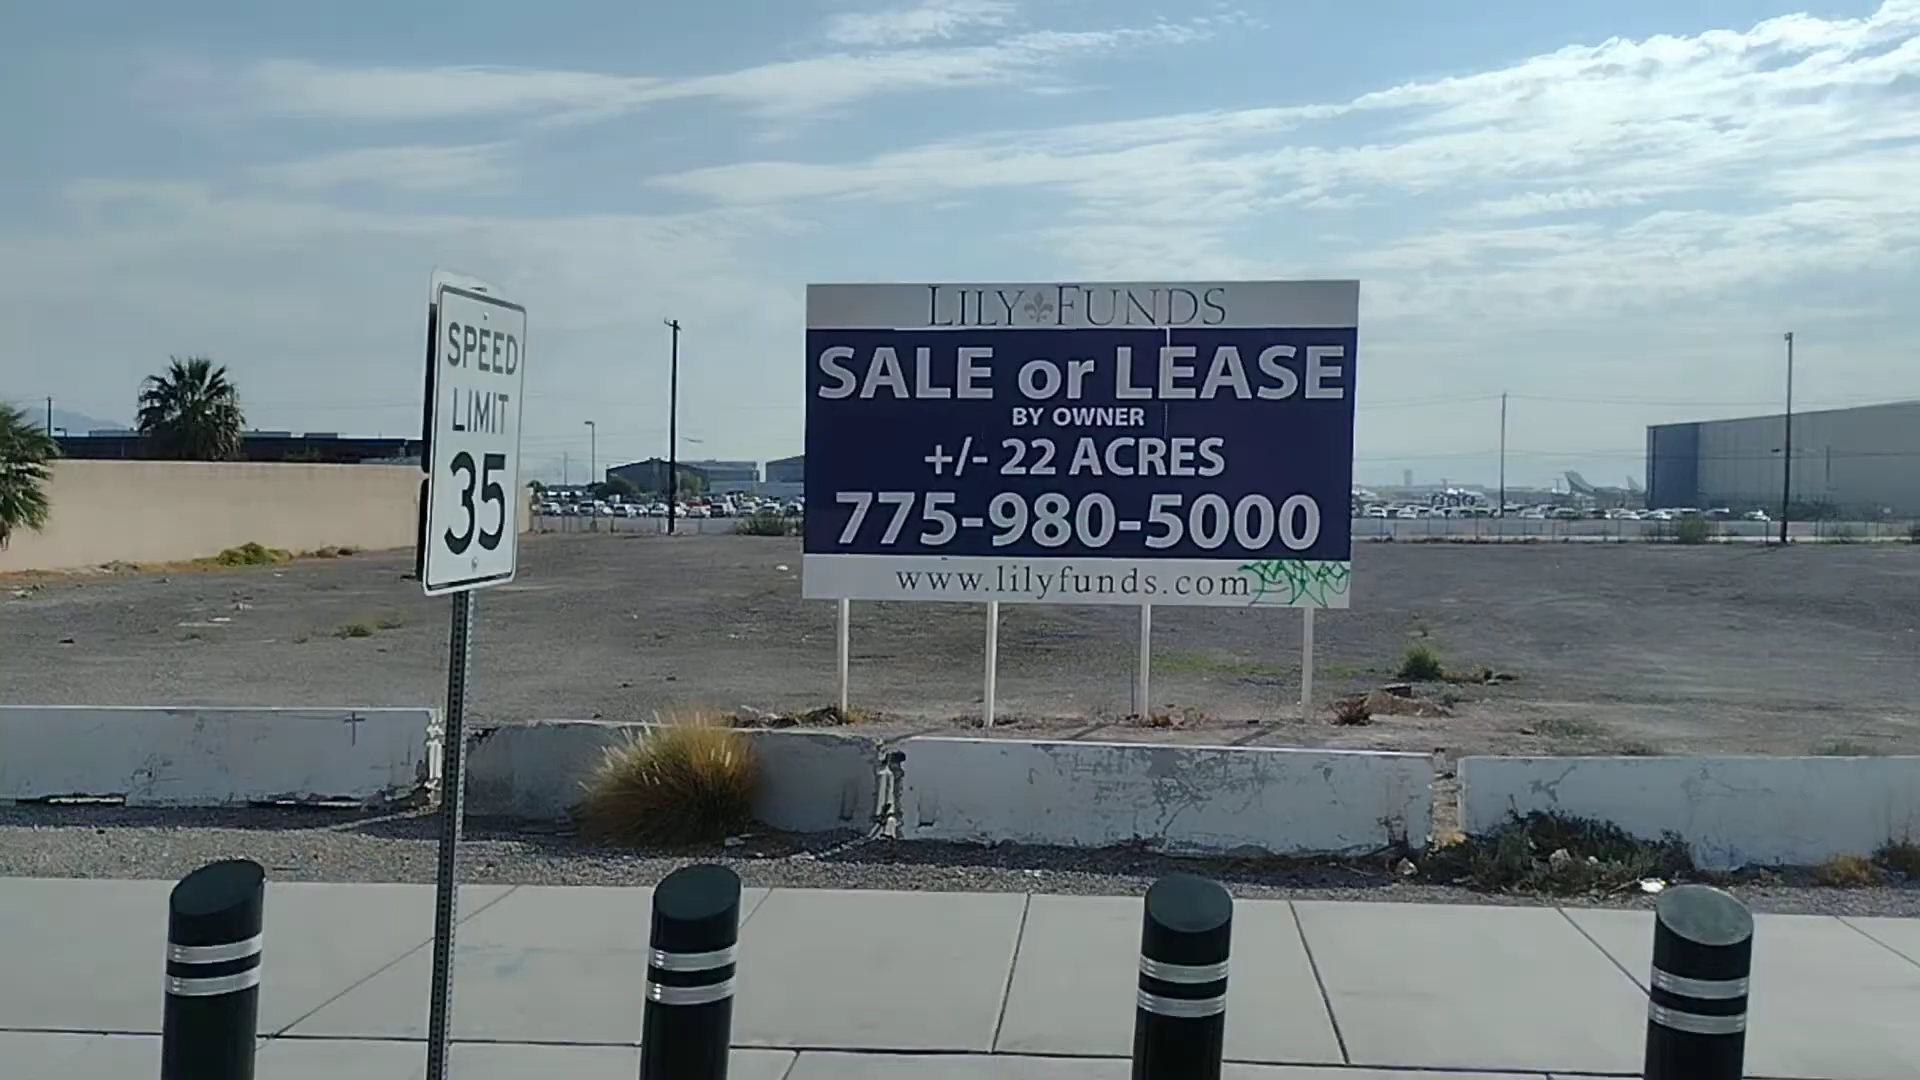 SPEED
LIMIT
35
LILY FUNDS
SALE or LEASE
BY OWNER
+/- 22 ACRES
775-980-5000
www.lilyfunds.com